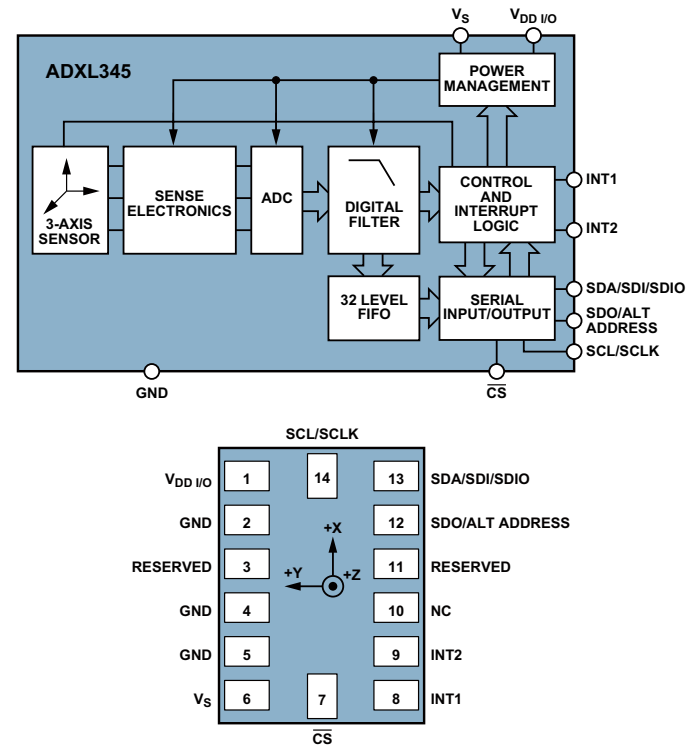 VS VDD I/O
ADXL345
POWER
MANAGEMENT
3-AXIS
SENSOR
SENSE
ELECTRONICS
ADC
DIGITAL
FILTER
CONTROL
AND
INTERRUPT
LOGIC
INT1
INT2
32 LEVEL
FIFO
SERIAL
INPUT/OUTPUT
SDA/SDI/SDIO
SDO/ALT
ADDRESS
SCL/SCLK
GND
C̅S̅
SCL/SCLK
VDD I/O 1 14 13 SDA/SDI/SDIO
GND 2 12 SDO/ALT ADDRESS
+X
RESERVED 3 11 RESERVED
+Y +Z
GND 4 10 NC
GND 5 9 INT2
VS 6 7 8 INT1
C̅S̅